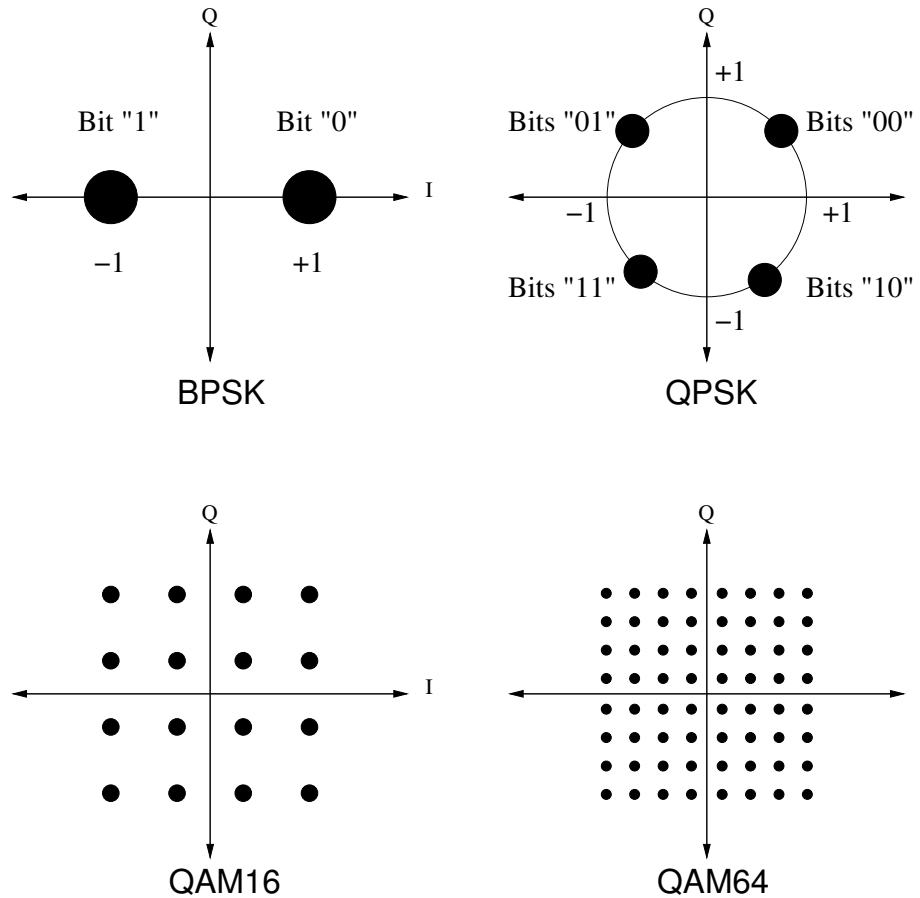 Q
Bit "1"
Bit "0"
I
−1
+1
BPSK
Q
+1
Bits "01"
Bits "00"
−1
+1
Bits "11"
Bits "10"
−1
QPSK
Q
I
QAM16
Q
QAM64